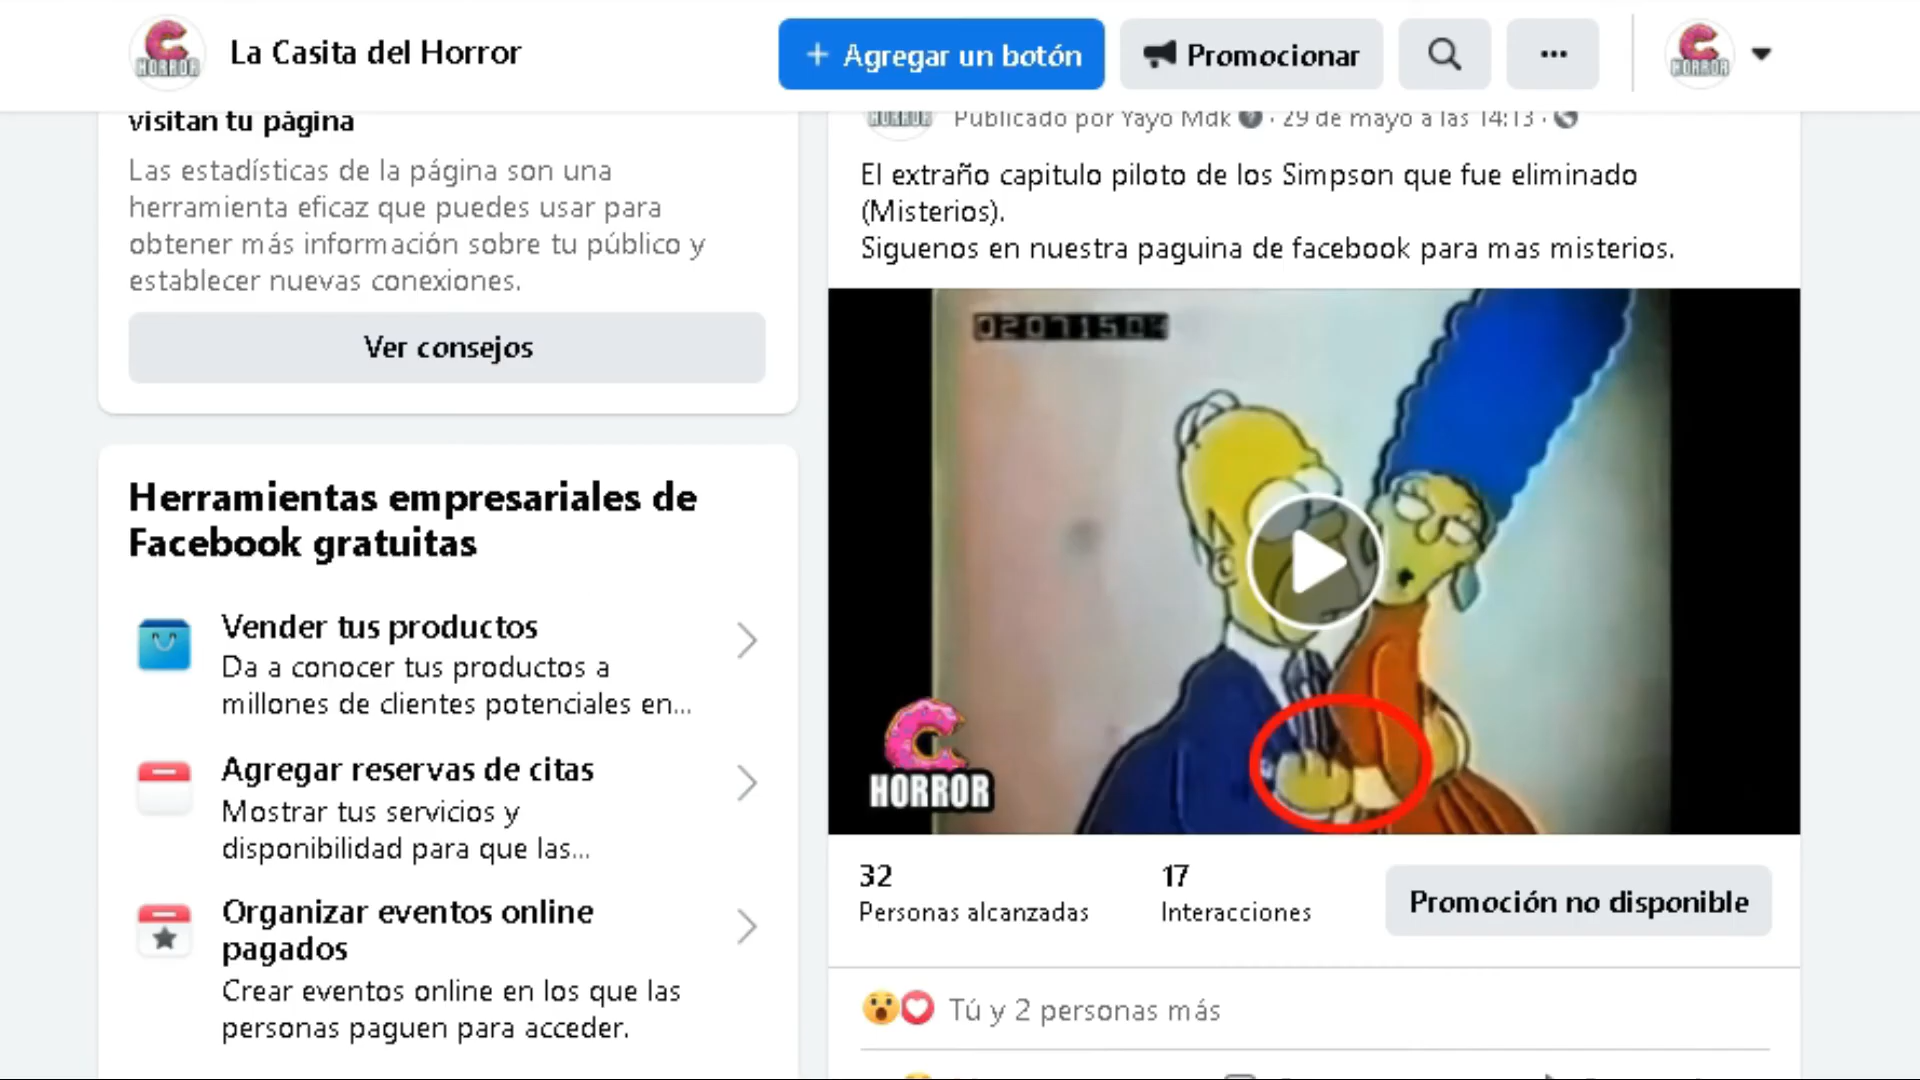 La Casita del Horror
+ Agregar un botón
Promocionar
HORROR
HORROR
visitan tu página
Las estadísticas de la página son una
herramienta eficaz que puedes usar para
obtener más información sobre tu público y
establecer nuevas conexiones.
Ver consejos
Herramientas empresariales de
Facebook gratuitas
Vender tus productos
Da a conocer tus productos a
millones de clientes potenciales en...
Agregar reservas de citas
Mostrar tus servicios y
disponibilidad para que las...
Organizar eventos online
pagados
Crear eventos online en los que las
personas paguen para acceder.
Publicado por Yayo Mdk · 29 de mayo a las 14:13 ·
El extraño capitulo piloto de los Simpson que fue eliminado
(Misterios).
Siguenos en nuestra paguina de facebook para mas misterios.
HORROR
32
Personas alcanzadas
17
Interacciones
Promoción no disponible
Tú y 2 personas más